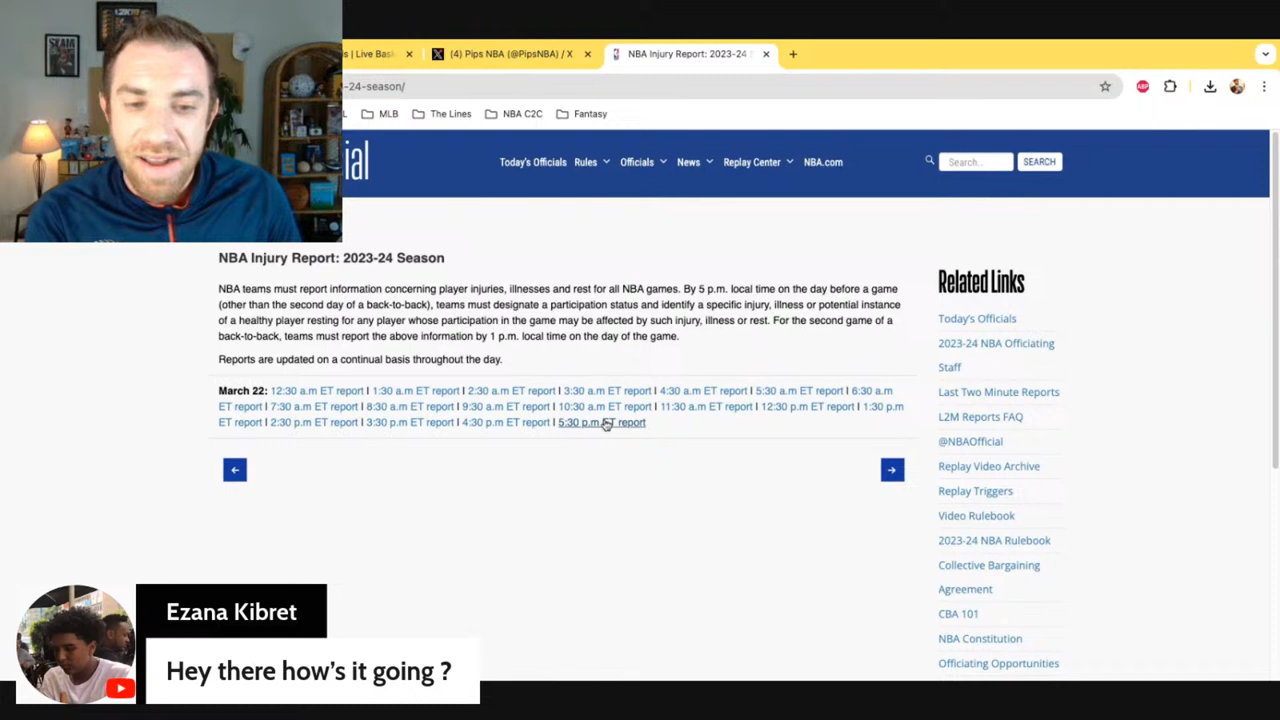 s | Live Bas
(4) Pips NBA (@PipsNBA) / X
NBA Injury Report: 2023-24
-24-season/
MLB
The Lines
NBA C2C
Fantasy
ial
Today's Officials
Rules
Officials
News
Replay Center
NBA.com
Search..
SEARCH
NBA Injury Report: 2023-24 Season
NBA teams must report information concerning player injuries, illnesses and rest for all NBA games. By 5 p.m. local time on the day before a game
(other than the second day of a back-to-back), teams must designate a participation status and identify a specific injury, illness or potential instance
of a healthy player resting for any player whose participation in the game may be affected by such injury, illness or rest. For the second game of a
back-to-back, teams must report the above information by 1 p.m. local time on the day of the game.
Reports are updated on a continual basis throughout the day.
March 22: 12:30 a.m ET report I 1:30 a.m ET report I 2:30 a.m ET report I 3:30 a.m ET report I 4:30 a.m ET report I 5:30 a.m ET report I 6:30 a.m
ET report I 7:30 a.m ET report I 8:30 a.m ET report I 9:30 a.m ET report I 10:30 a.m ET report I 11:30 a.m ET report I 12:30 p.m ET report I 1:30 p.m
ET report I 2:30 p.m ET report I 3:30 p.m ET report I 4:30 p.m ET report I 5:30 p.m ET report
Related Links
Today's Officials
2023-24 NBA Officiating
Staff
Last Two Minute Reports
L2M Reports FAQ
@NBAOfficial
Replay Video Archive
Replay Triggers
Video Rulebook
2023-24 NBA Rulebook
Collective Bargaining
Agreement
CBA 101
NBA Constitution
Officiating Opportunities
Ezana Kibret
Hey there how's it going ?